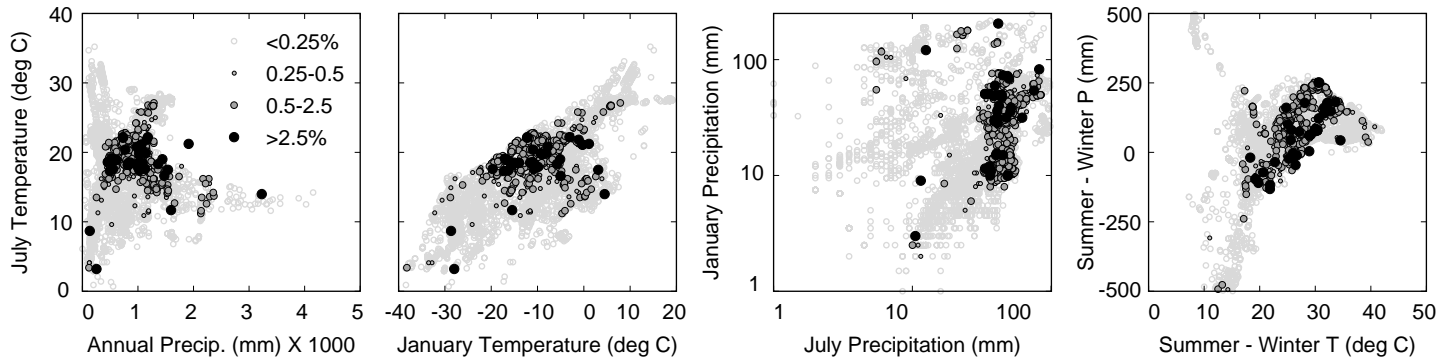 July Temperature (deg C)
40
30
20
10
0
0 1 2 3 4 5
Annual Precip. (mm) X 1000
<0.25%
0.25-0.5
0.5-2.5
>2.5%
-40 -30 -20 -10 0 20
January Temperature (deg C)
January Precipitation (mm)
100
10
1
1 10 100
July Precipitation (mm)
Summer - Winter P (mm)
500
250
0
-250
-500
0 10 20 30 40 50
Summer - Winter T (deg C)